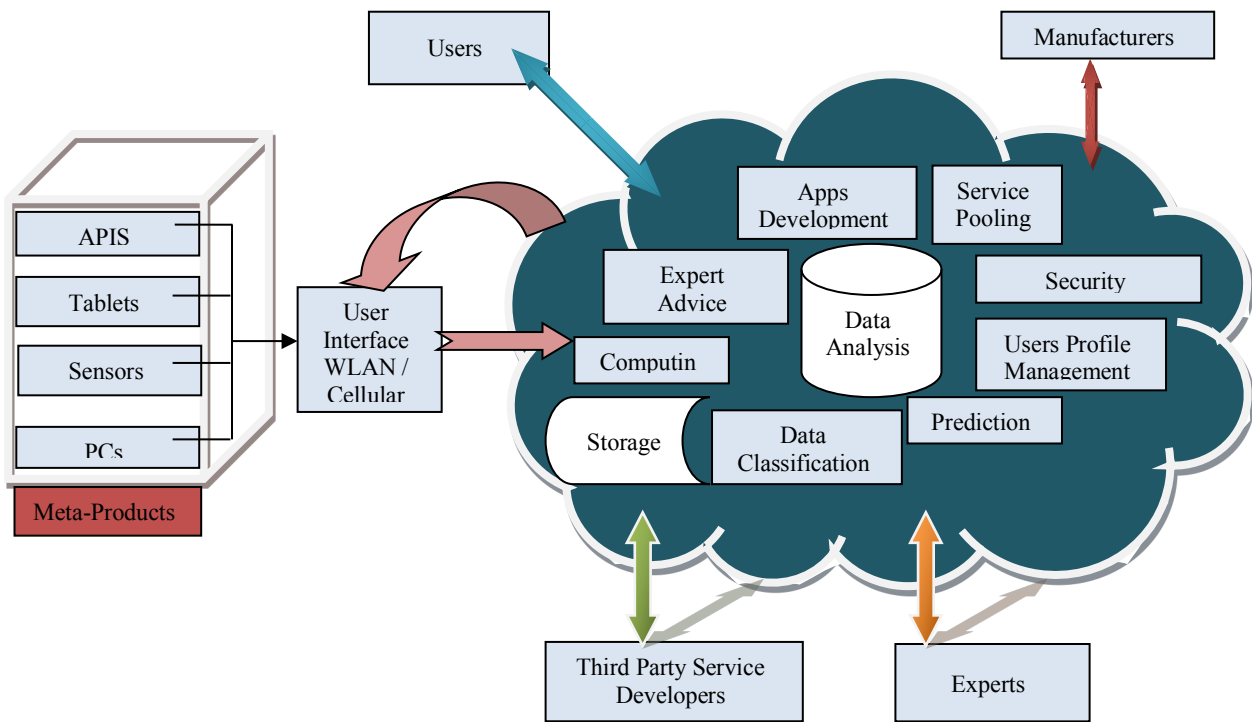 Users
Manufacturers
APIS
Tablets
Sensors
PCs
Meta-Products
User
Interface
WLAN /
Cellular
Apps
Development
Service
Pooling
Expert
Advice
Security
Data
Analysis
Computin
Users Profile
Management
Storage
Data
Classification
Prediction
Third Party Service
Developers
Experts